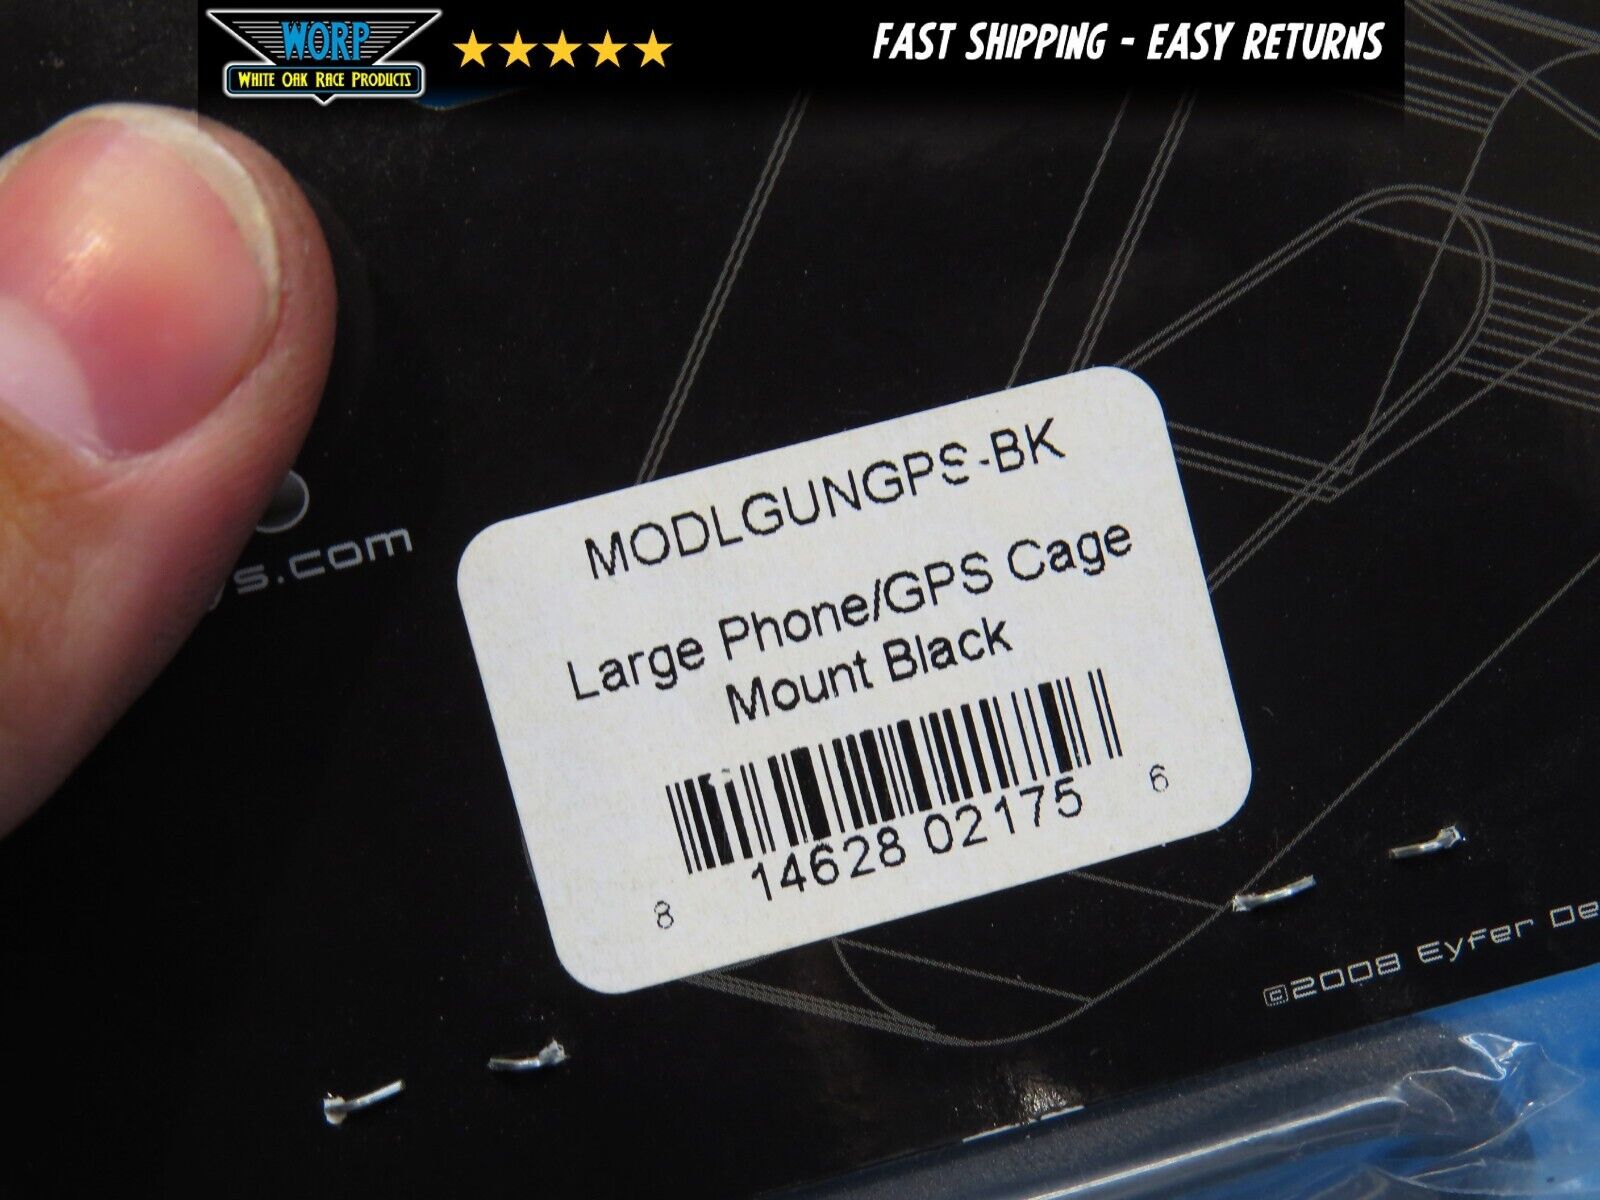 WORP
WHITE OAK RACE PRODUCTS
FAST SHIPPING - EASY RETURNS
s.com
MODLGUNGPS-BK
Large Phone/GPS Cage
Mount Black
8 14628 02175 6
©2008 Eyfer De